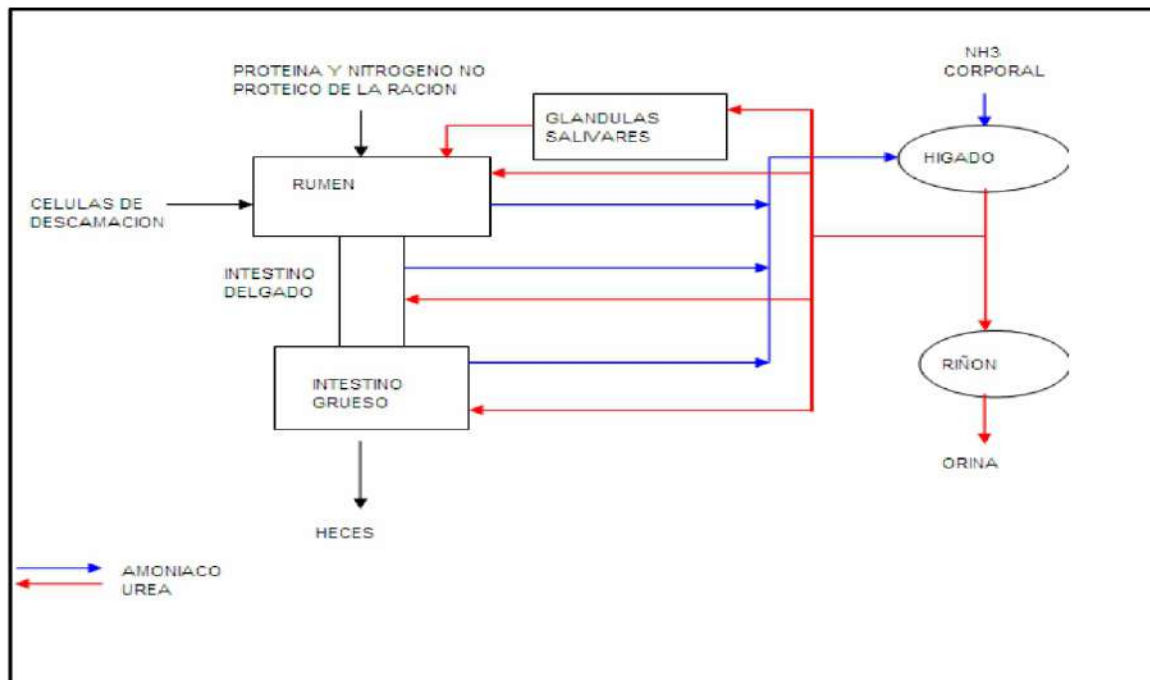 PROTEINA Y NITROGENO NO
PROTEICO DE LA RACION
NH3
CORPORAL
GLANDULAS
SALIVARES
HIGADO
RUMEN
CELULAS DE
DESCAMACION
INTESTINO
DELGADO
RIÑON
INTESTINO
GRUESO
ORINA
HECES
AMONIACO
UREA